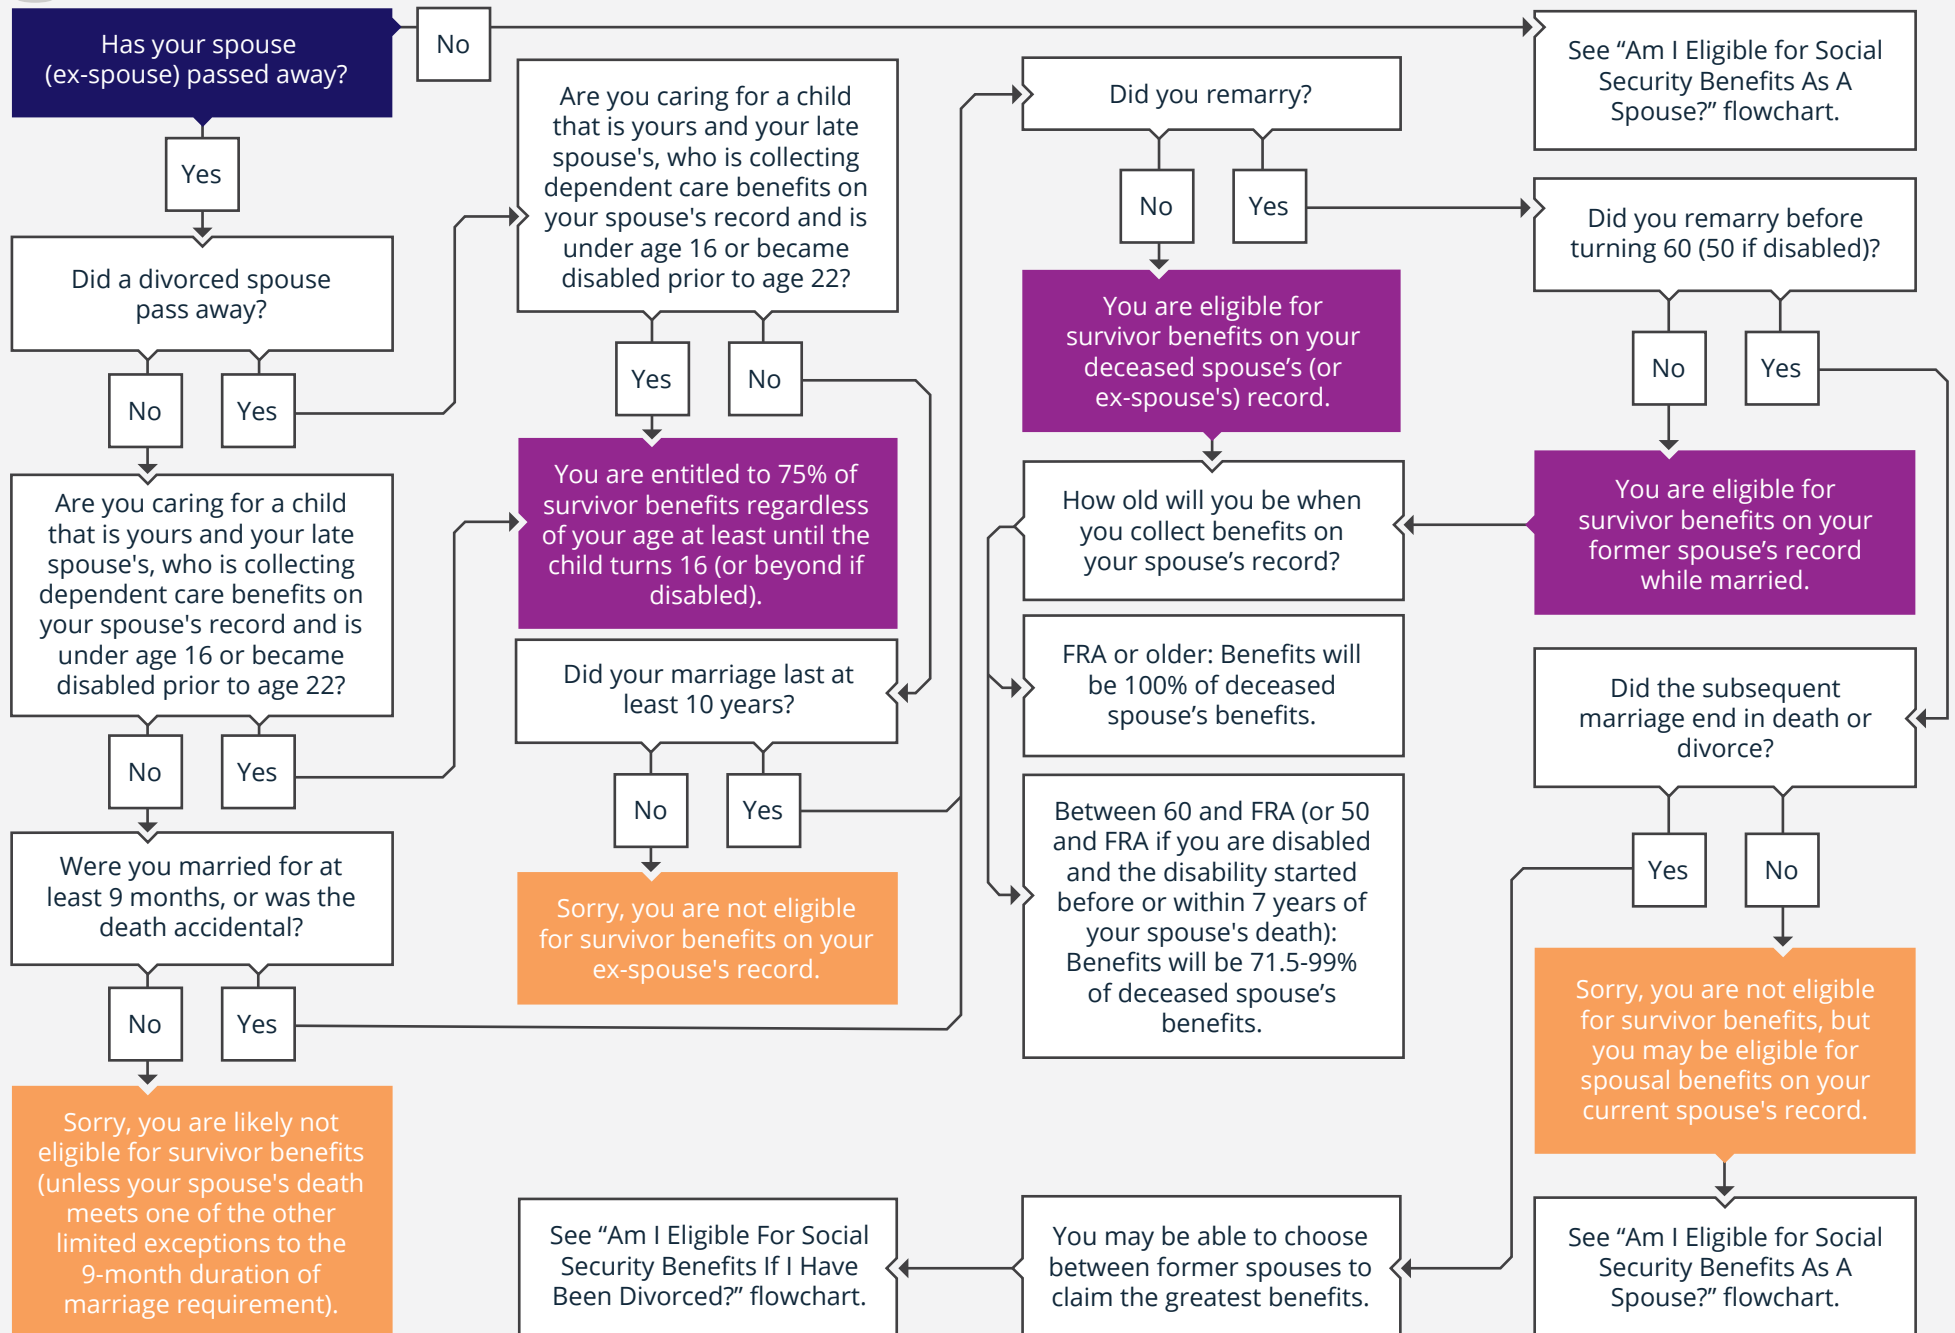 Has your spouse
(ex-spouse) passed away?
No
See “Am I Eligible for Social
Security Benefits As A
Spouse?” flowchart.
Yes
Did a divorced spouse
pass away?
No
Yes
Are you caring for a child
that is yours and your late
spouse's, who is collecting
dependent care benefits on
your spouse's record and is
under age 16 or became
disabled prior to age 22?
No
Yes
Were you married for at
least 9 months, or was the
death accidental?
No
Yes
Sorry, you are likely not
eligible for survivor benefits
(unless your spouse's death
meets one of the other
limited exceptions to the
9-month duration of
marriage requirement).
Are you caring for a child
that is yours and your late
spouse's, who is collecting
dependent care benefits on
your spouse's record and is
under age 16 or became
disabled prior to age 22?
Yes
No
You are entitled to 75% of
survivor benefits regardless
of your age at least until the
child turns 16 (or beyond if
disabled).
Did your marriage last at
least 10 years?
No
Yes
Sorry, you are not eligible
for survivor benefits on your
ex-spouse's record.
Did you remarry?
No
Yes
You are eligible for
survivor benefits on your
deceased spouse’s (or
ex-spouse's) record.
How old will you be when
you collect benefits on
your spouse’s record?
FRA or older: Benefits will
be 100% of deceased
spouse’s benefits.
Between 60 and FRA (or 50
and FRA if you are disabled
and the disability started
before or within 7 years of
your spouse's death):
Benefits will be 71.5-99%
of deceased spouse’s
benefits.
Did you remarry before
turning 60 (50 if disabled)?
No
Yes
You are eligible for
survivor benefits on your
former spouse’s record
while married.
Did the subsequent
marriage end in death or
divorce?
Yes
No
Sorry, you are not eligible
for survivor benefits, but
you may be eligible for
spousal benefits on your
current spouse's record.
See “Am I Eligible for Social
Security Benefits As A
Spouse?” flowchart.
You may be able to choose
between former spouses to
claim the greatest benefits.
See “Am I Eligible For Social
Security Benefits If I Have
Been Divorced?” flowchart.